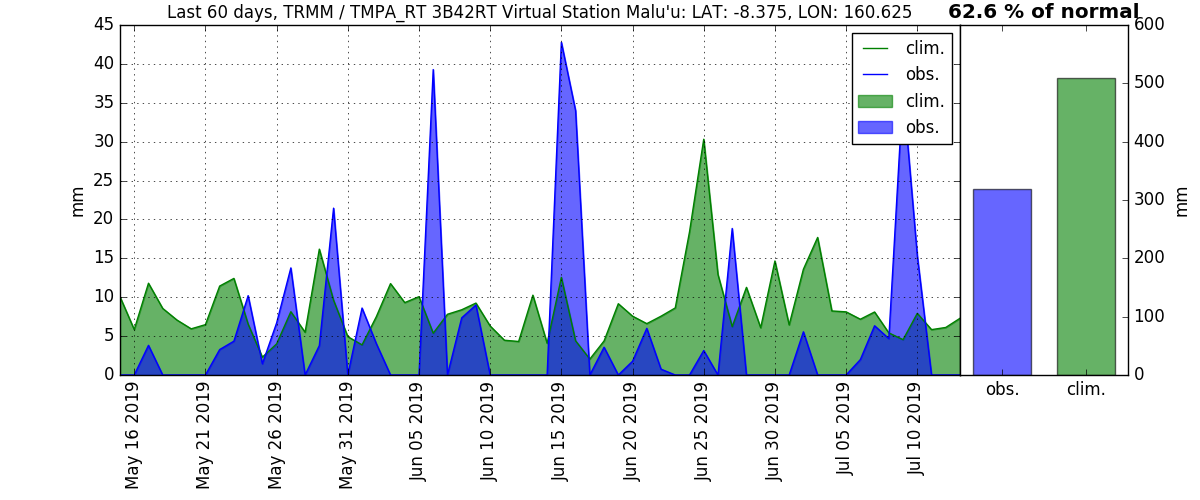 Last 60 days, TRMM / TMPA_RT 3B42RT Virtual Station Malu'u: LAT: -8.375, LON: 160.625
62.6 % of normal
45
40
35
30
25
20
15
10
5
0
mm
clim.
obs.
clim.
obs.
May 16 2019
May 21 2019
May 26 2019
May 31 2019
Jun 05 2019
Jun 10 2019
Jun 15 2019
Jun 20 2019
Jun 25 2019
Jun 30 2019
Jul 05 2019
Jul 10 2019
600
500
400
300
200
100
0
mm
obs.
clim.